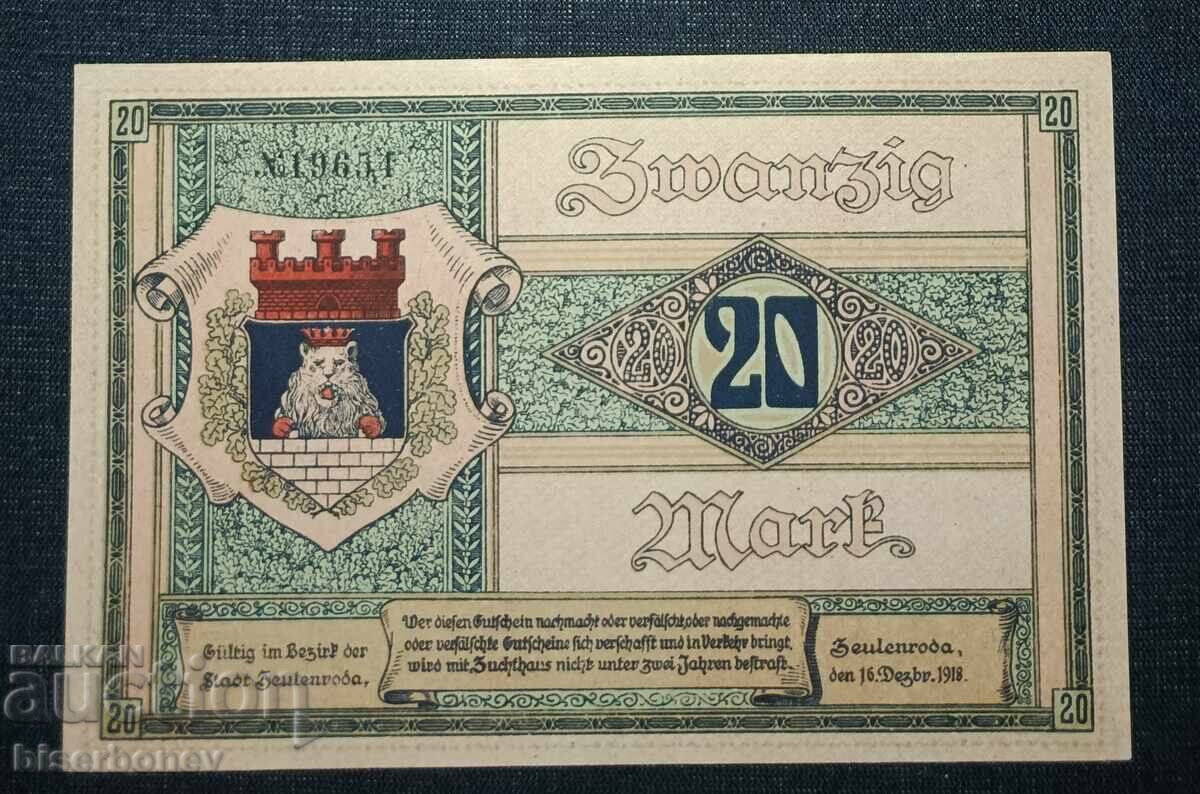 20
20
№ 19651
Zwanzig
20 20 20
Mark
Gültig im Bezirk der
Stadt Zeulenroda,
Wer diesen Gutschein nachmacht oder verfälscht, oder nachgemachte
oder verfälschte Gutscheine sich verschafft und in Verkehr bringt,
wird mit Zuchthaus nicht unter zwei Jahren bestraft.
Zeulenroda,
den 16. Dezbr. 1918.
20
20
BALKAN
auction
biserbonev